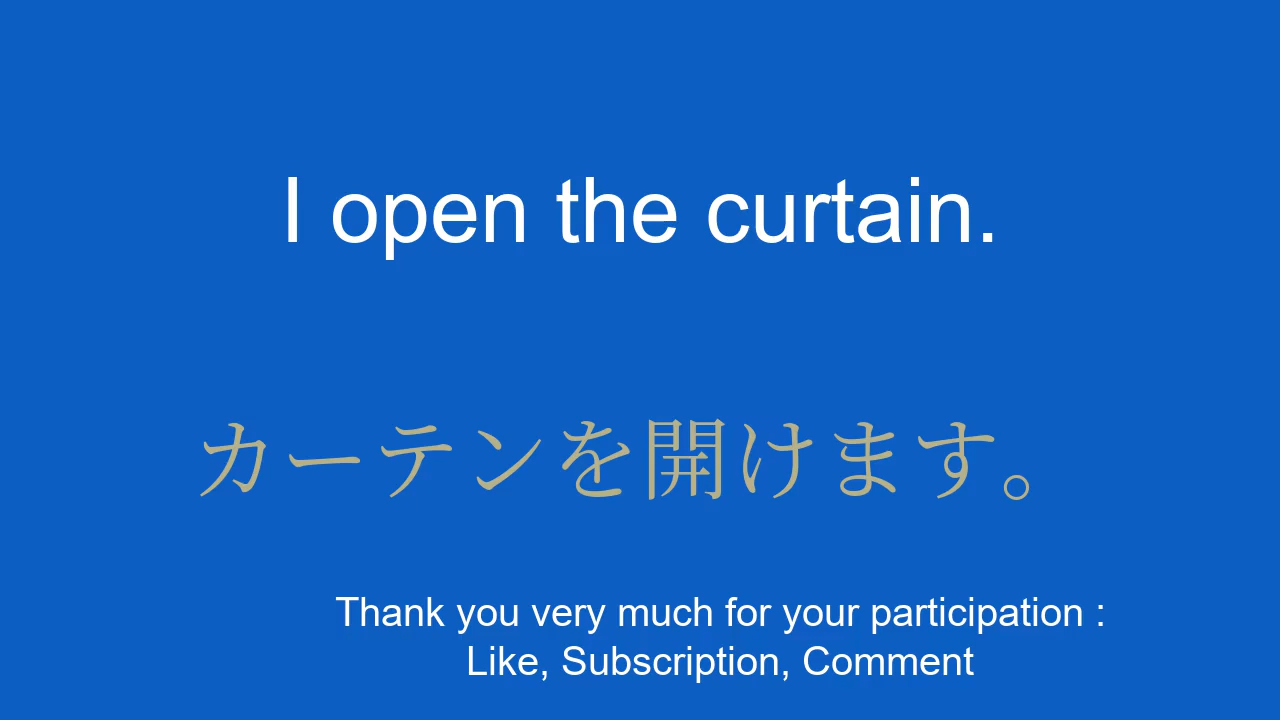 I open the curtain.
カーテンを開けます。
Thank you very much for your participation :
Like, Subscription, Comment